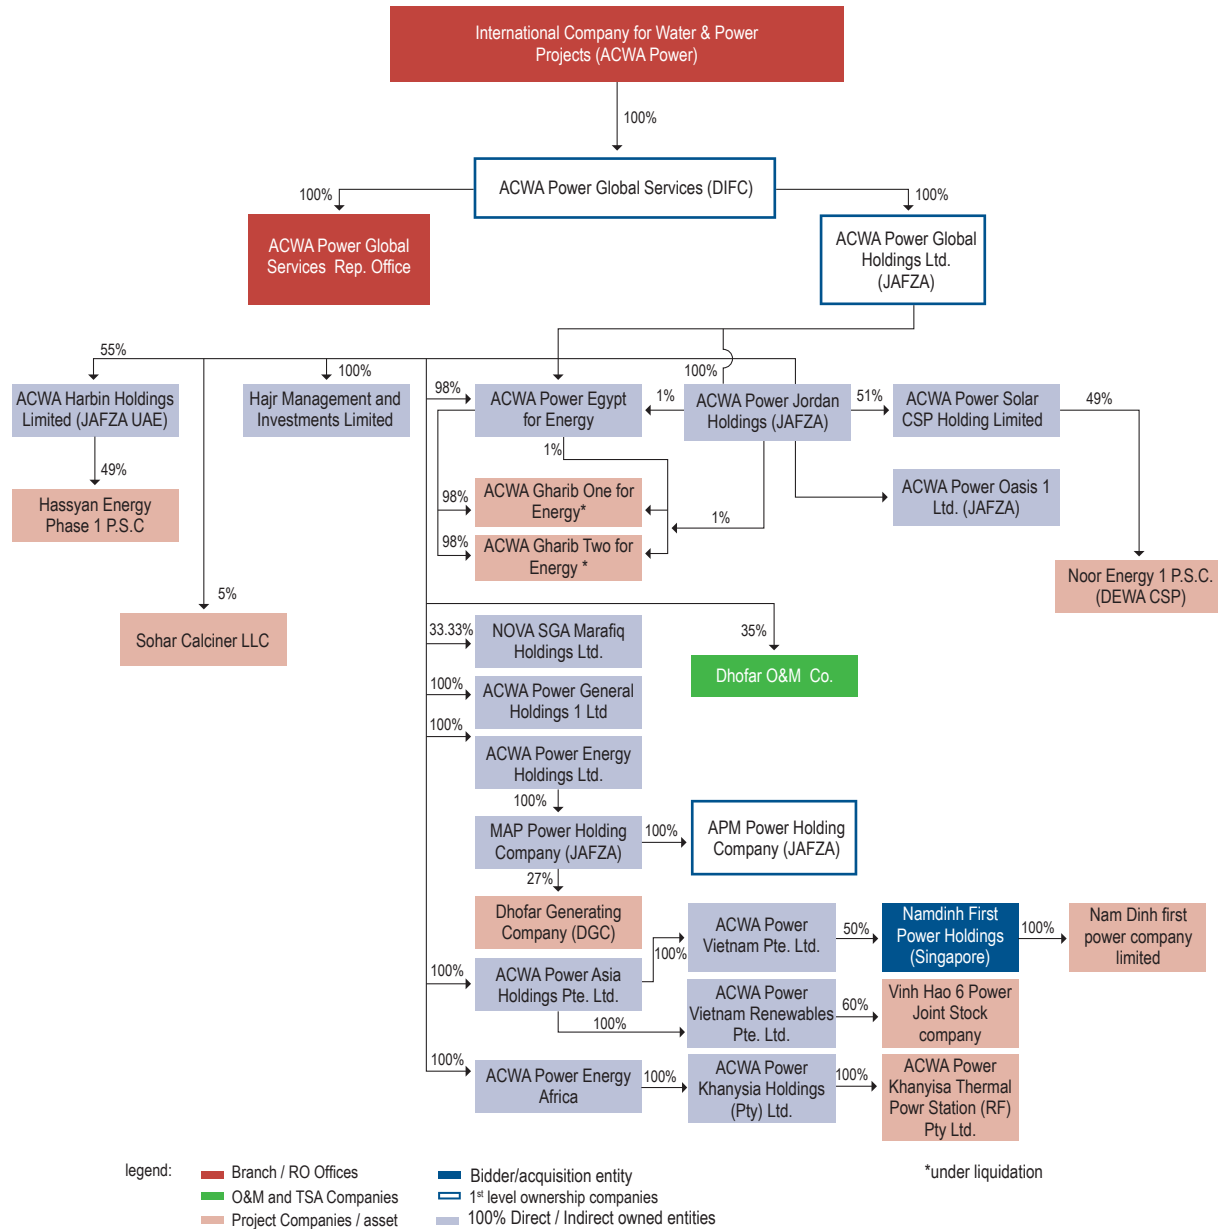 International Company for Water & Power
Projects (ACWA Power)
100%
ACWA Power Global Services (DIFC)
100%
100%
ACWA Power Global
Services Rep. Office
ACWA Power Global
Holdings Ltd.
(JAFZA)
55%
100%
100%
ACWA Harbin Holdings
Limited (JAFZA UAE)
Hajr Management and
Investments Limited
98%
ACWA Power Egypt
for Energy
1%
ACWA Power Jordan
Holdings (JAFZA)
51%
ACWA Power Solar
CSP Holding Limited
49%
49%
1%
Hassyan Energy
Phase 1 P.S.C
98%
ACWA Gharib One for
Energy*
1%
ACWA Power Oasis 1
Ltd. (JAFZA)
98%
ACWA Gharib Two for
Energy *
Noor Energy 1 P.S.C.
(DEWA CSP)
5%
Sohar Calciner LLC
33.33%
NOVA SGA Marafiq
Holdings Ltd.
35%
Dhofar O&M Co.
100%
ACWA Power General
Holdings 1 Ltd
100%
ACWA Power Energy
Holdings Ltd.
100%
MAP Power Holding
Company (JAFZA)
100%
APM Power Holding
Company (JAFZA)
27%
Dhofar Generating
Company (DGC)
100%
ACWA Power Asia
Holdings Pte. Ltd.
100%
ACWA Power
Vietnam Pte. Ltd.
50%
Namdinh First
Power Holdings
(Singapore)
100%
Nam Dinh first
power company
limited
100%
ACWA Power
Vietnam Renewables
Pte. Ltd.
60%
Vinh Hao 6 Power
Joint Stock
company
100%
ACWA Power Energy
Africa
100%
ACWA Power
Khanysia Holdings
(Pty) Ltd.
100%
ACWA Power
Khanyisa Thermal
Powr Station (RF)
Pty Ltd.
legend:
Branch / RO Offices
O&M and TSA Companies
Project Companies / asset
Bidder/acquisition entity
1st level ownership companies
100% Direct / Indirect owned entities
*under liquidation